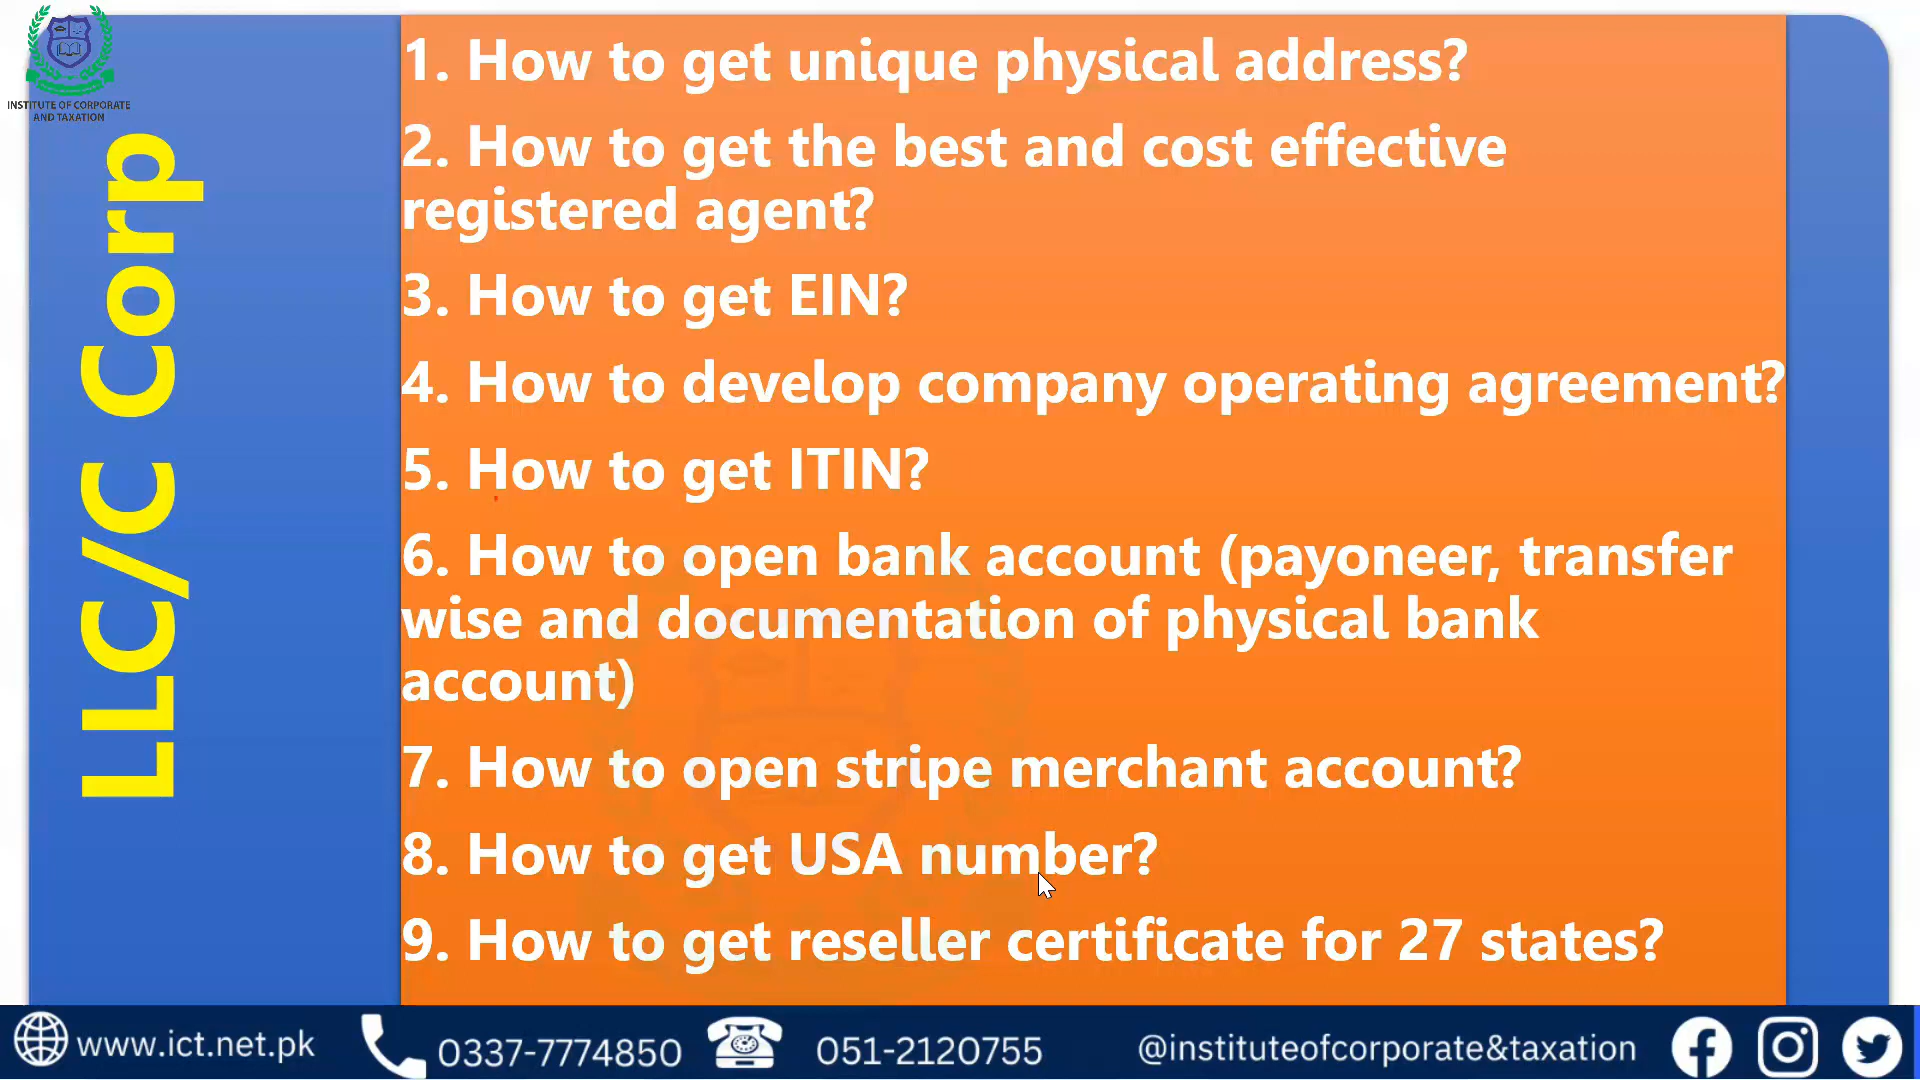 INSTITUTE OF CORPORATE
AND TAXATION
LLC/C Corp
1. How to get unique physical address?
2. How to get the best and cost effective
registered agent?
3. How to get EIN?
4. How to develop company operating agreement?
5. How to get ITIN?
6. How to open bank account (payoneer, transfer
wise and documentation of physical bank
account)
7. How to open stripe merchant account?
8. How to get USA number?
9. How to get reseller certificate for 27 states?
www.ict.net.pk
0337-7774850
051-2120755
@instituteofcorporate&taxation